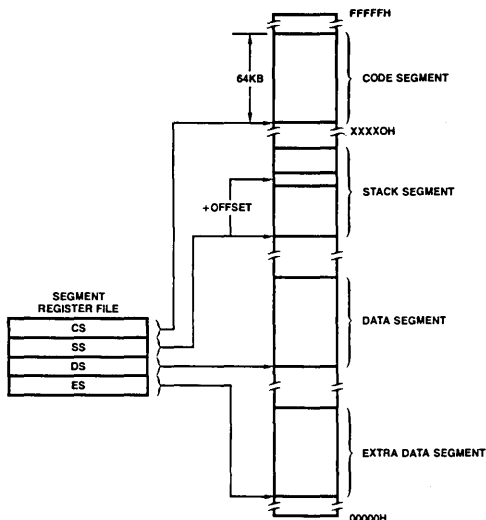 FFFFFH
64KB
CODE SEGMENT
XXXXOH
STACK SEGMENT
+OFFSET
SEGMENT
REGISTER FILE
CS
SS
DS
ES
DATA SEGMENT
EXTRA DATA SEGMENT
00000H